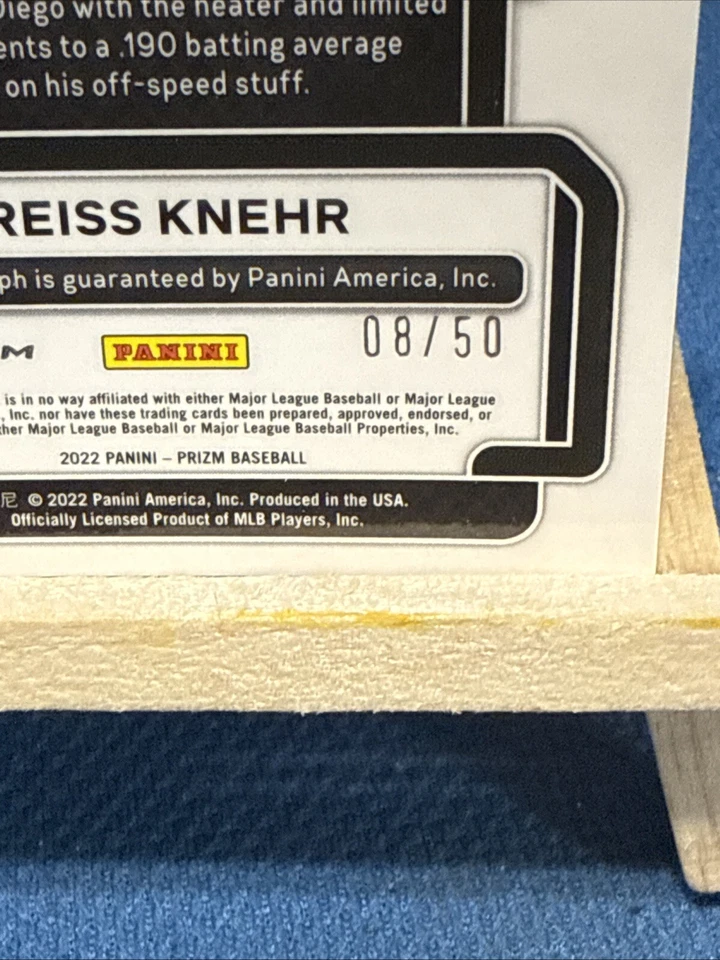 Diego with the heater and limited
ents to a .190 batting average
on his off-speed stuff.
REISS KNEHR
ph is guaranteed by Panini America, Inc.
M PANINI 08/50
is in no way affiliated with either Major League Baseball or Major League
, Inc. nor have these trading cards been prepared, approved, endorsed, or
ther Major League Baseball or Major League Baseball Properties, Inc.
2022 PANINI – PRIZM BASEBALL
尼 © 2022 Panini America, Inc. Produced in the USA.
Officially Licensed Product of MLB Players, Inc.